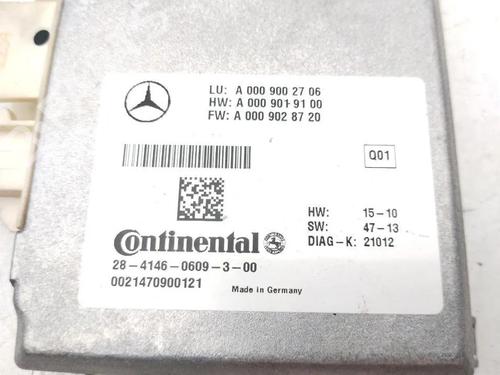 LU: A 000 900 27 06
HW: A 000 901 91 00
FW: A 000 902 87 20
Q01
HW: 15-10
SW: 47-13
DIAG-K: 21012
Continental
28-4146-0609-3-00
0021470900121
Made in Germany